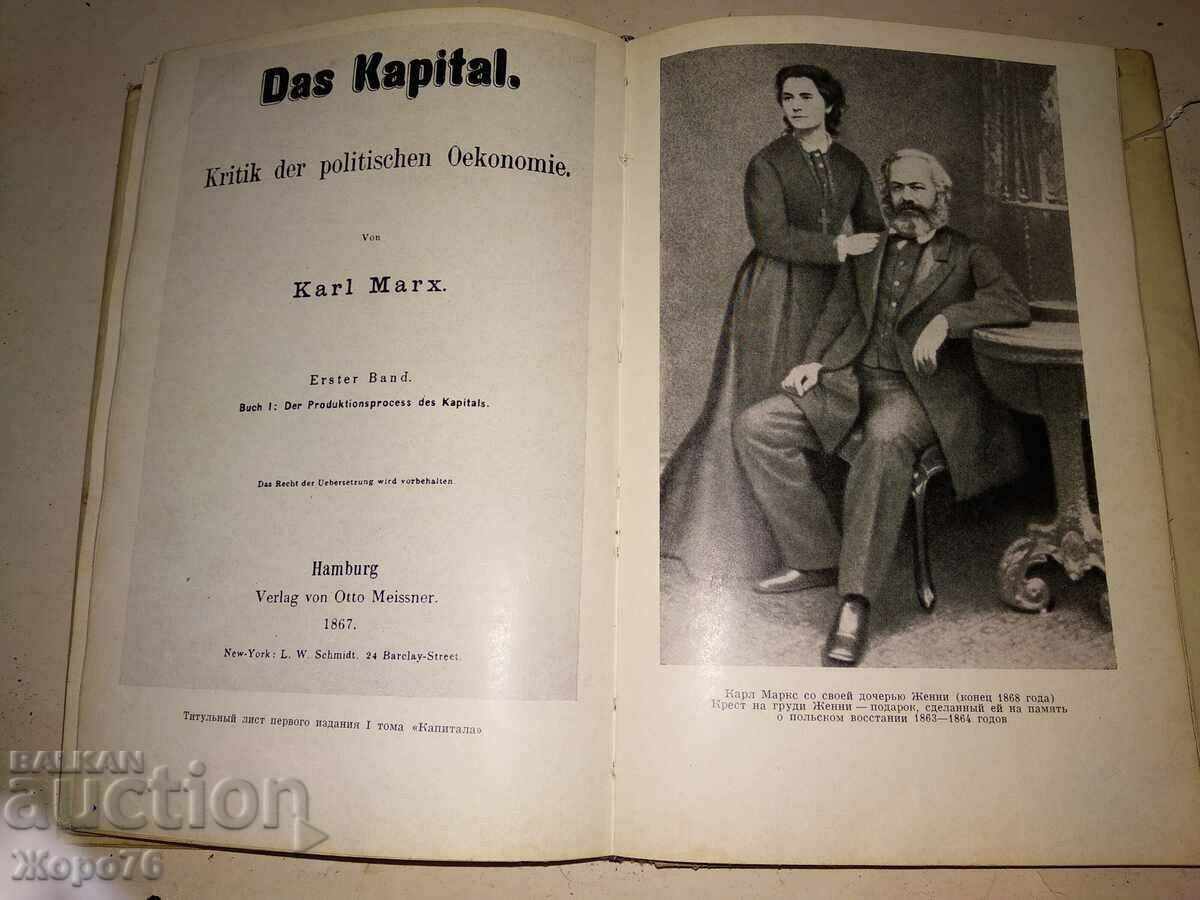 Das Kapital.
Kritik der politischen Oekonomie.
Von
Karl Marx.
Erster Band.
Buch I: Der Produktionsprocess des Kapitals.
Das Recht der Uebersetzung wird vorbehalten
Hamburg
Verlag von Otto Meissner.
1867.
New-York: L. W. Schmidt. 24 Barclay-Street.
Титульный лист первого издания I тома «Капитала»
Карл Маркс со своей дочерью Женни (конец 1868 года)
Крест на груди Женни — подарок, сделанный ей на память
о польском восстании 1863—1864 годов
BALKAN
auction
Жоро76